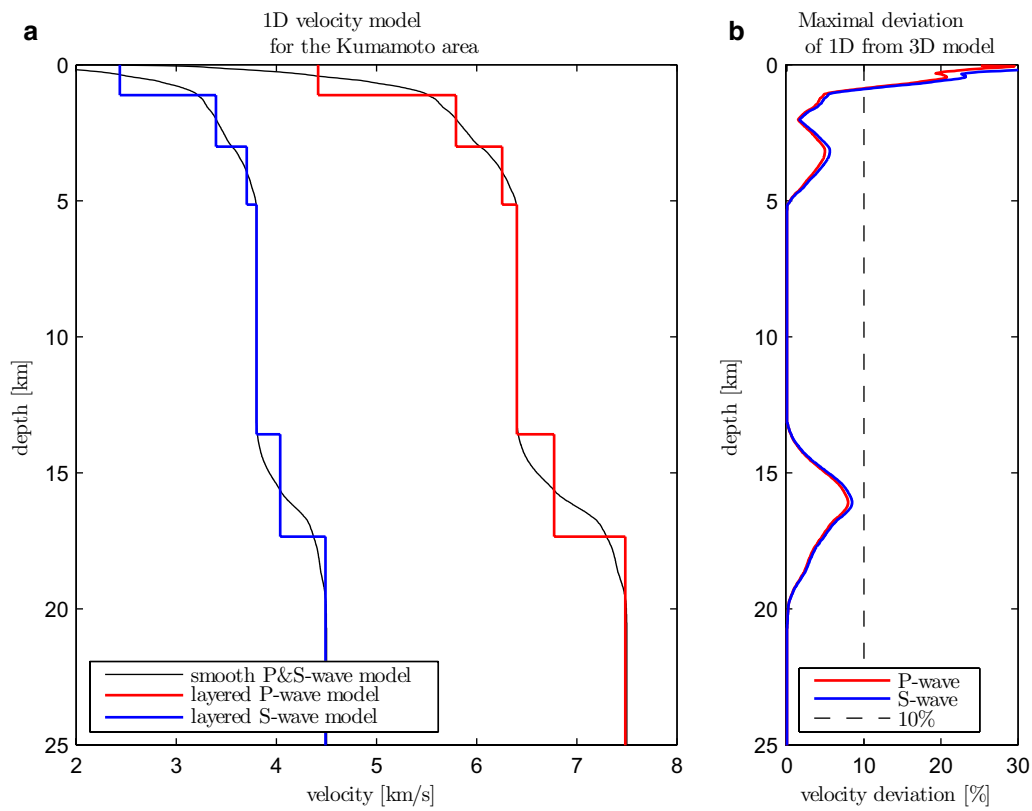 a
1D velocity model
for the Kumamoto area
0
5
10
15
20
25
depth [km]
2
3
4
5
6
7
8
velocity [km/s]
smooth P&S-wave model
layered P-wave model
layered S-wave model
b
Maximal deviation
of 1D from 3D model
0
5
10
15
20
25
depth [km]
0
10
20
30
velocity deviation [%]
P-wave
S-wave
10%